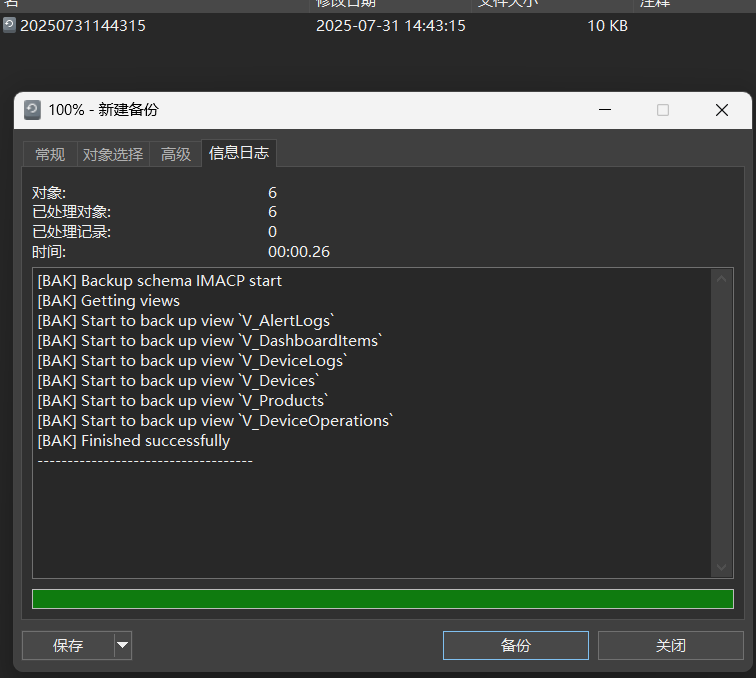 名 修改日期 文件大小 注释
20250731144315 2025-07-31 14:43:15 10 KB
100% - 新建备份
常规 对象选择 高级 信息日志
对象: 6
已处理对象: 6
已处理记录: 0
时间: 00:00.26
[BAK] Backup schema IMACP start
[BAK] Getting views
[BAK] Start to back up view `V_AlertLogs`
[BAK] Start to back up view `V_DashboardItems`
[BAK] Start to back up view `V_DeviceLogs`
[BAK] Start to back up view `V_Devices`
[BAK] Start to back up view `V_Products`
[BAK] Start to back up view `V_DeviceOperations`
[BAK] Finished successfully
------------------------------------
保存 备份 关闭